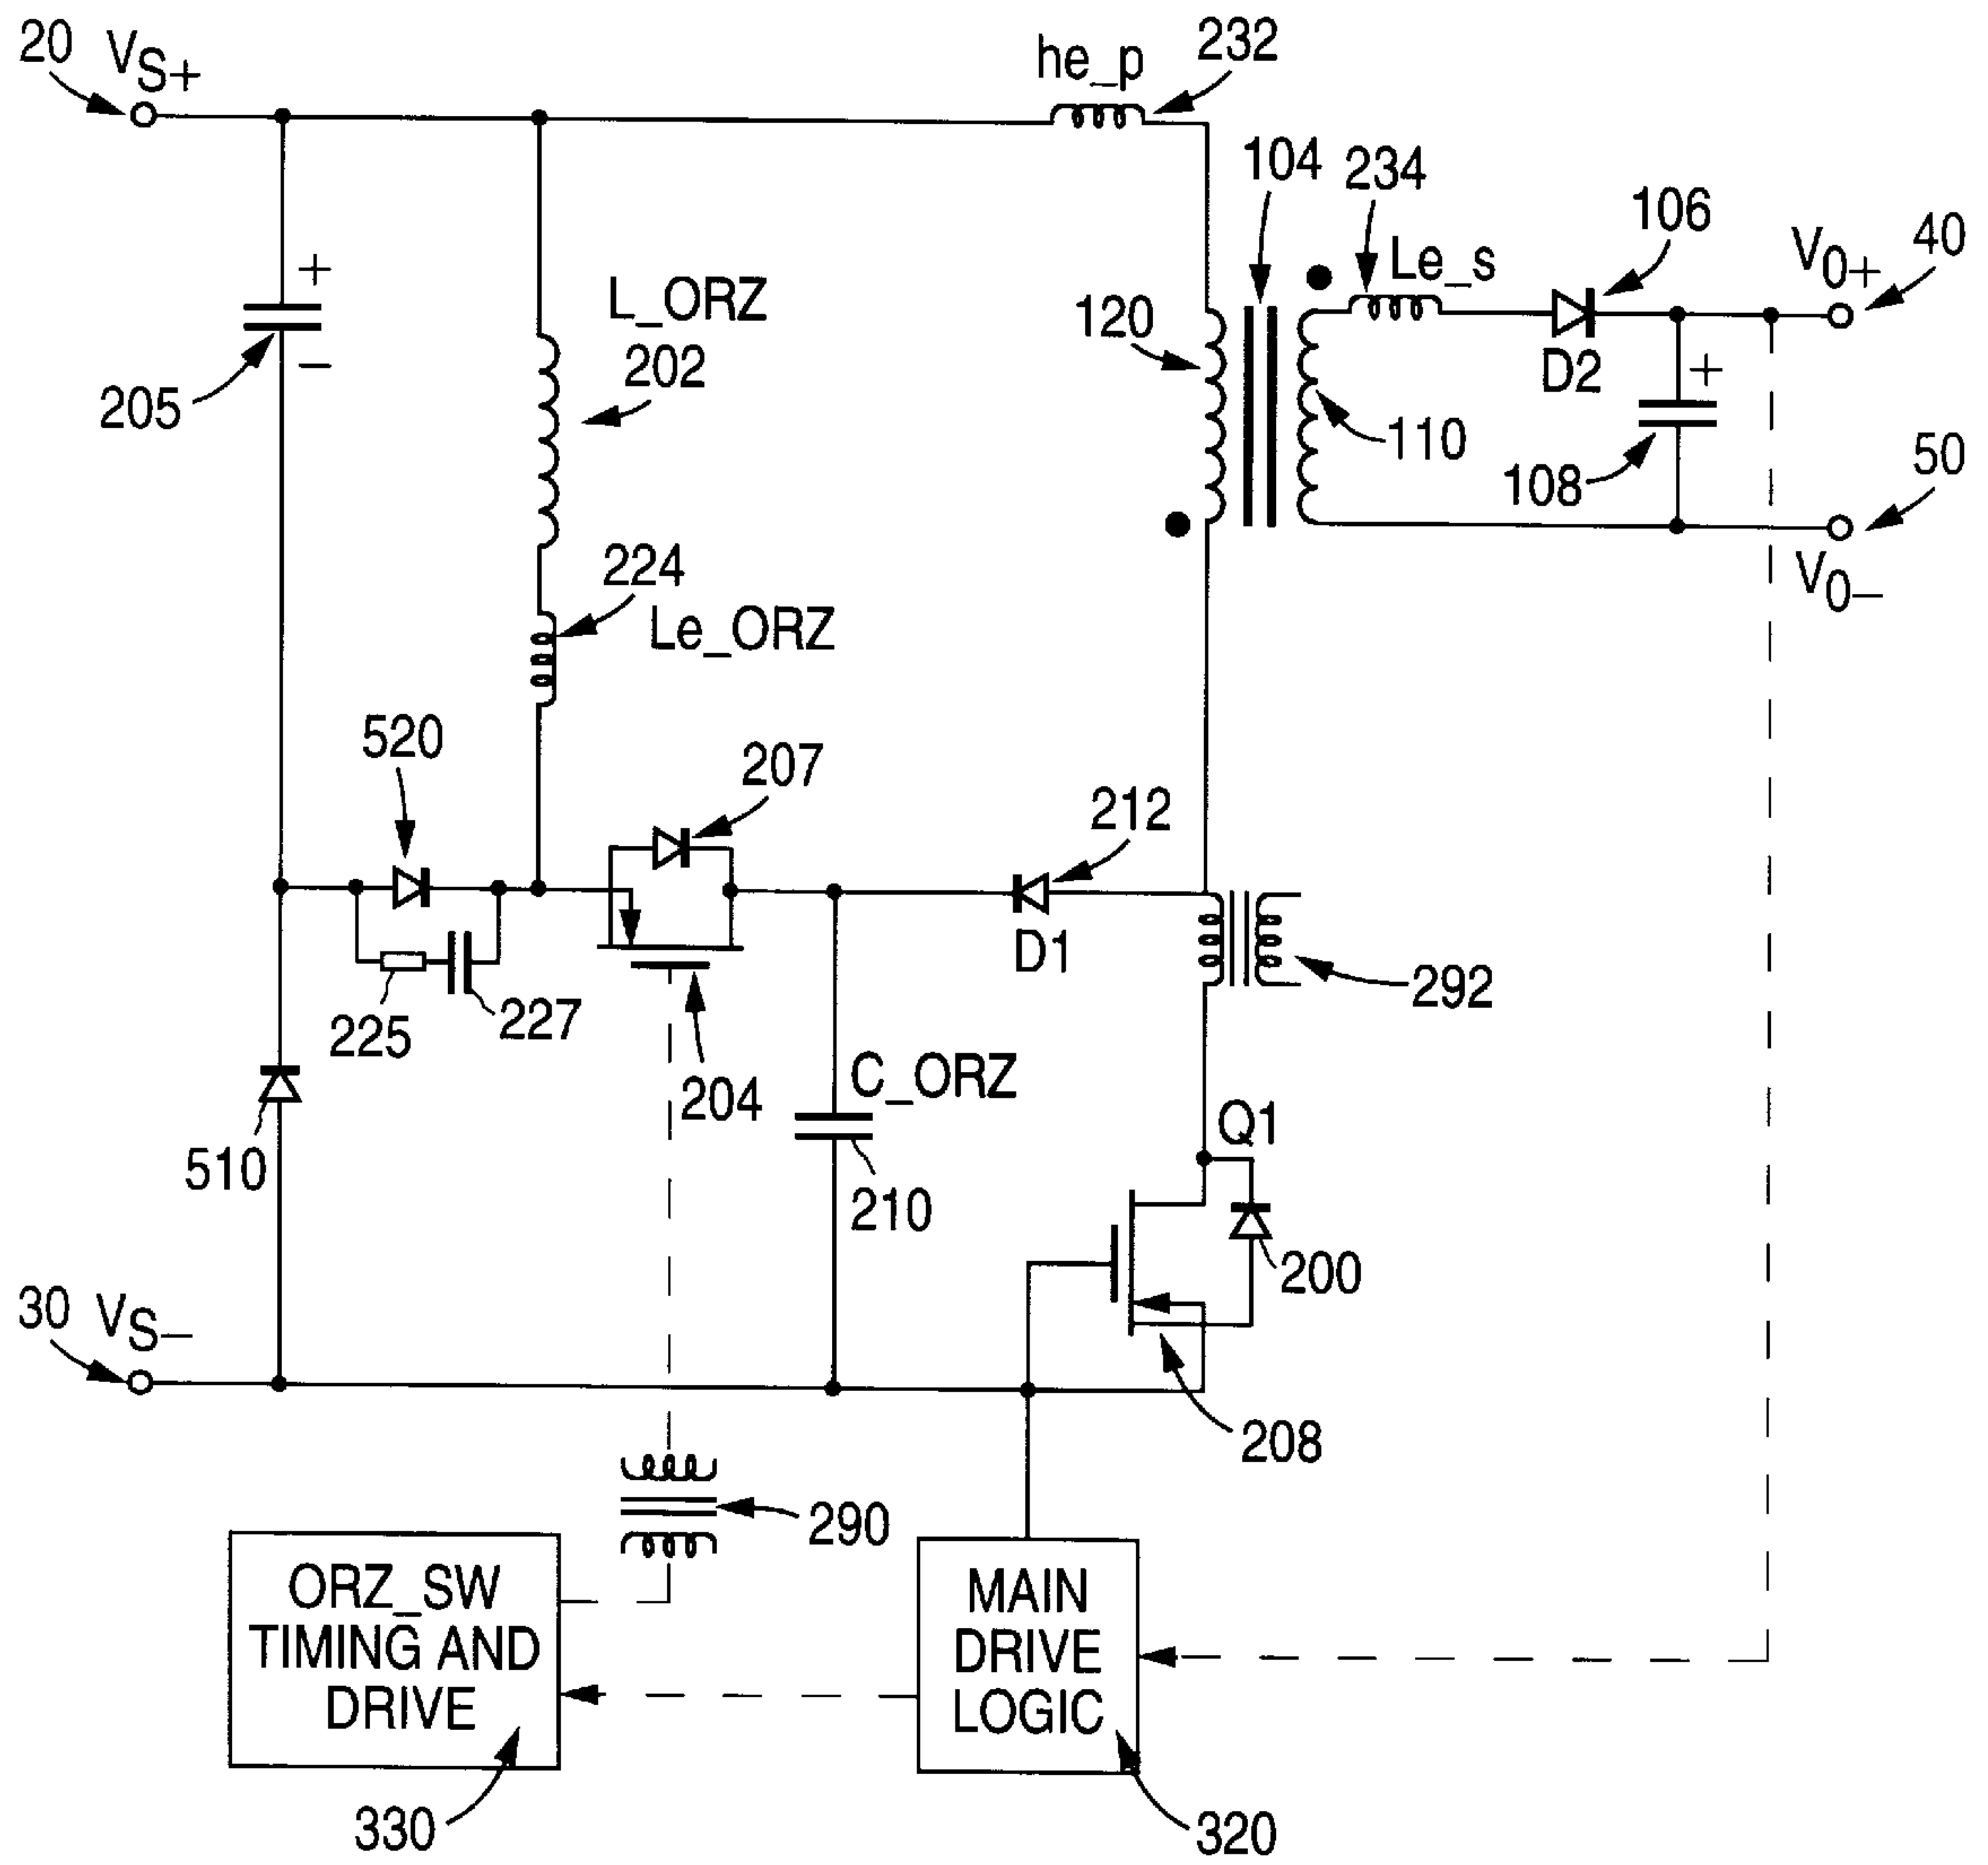 20 VS+
he_p 232
104 234
106
V0+ 40
Le_s
L_ORZ
202
120
D2
+
−
205
+
110
108
50
V0−
224
Le_ORZ
520
207
212
D1
292
225 227
204
C_ORZ
210
510
Q1
200
30 VS−
208
290
ORZ_SW
TIMING AND
DRIVE
MAIN
DRIVE
LOGIC
330
320